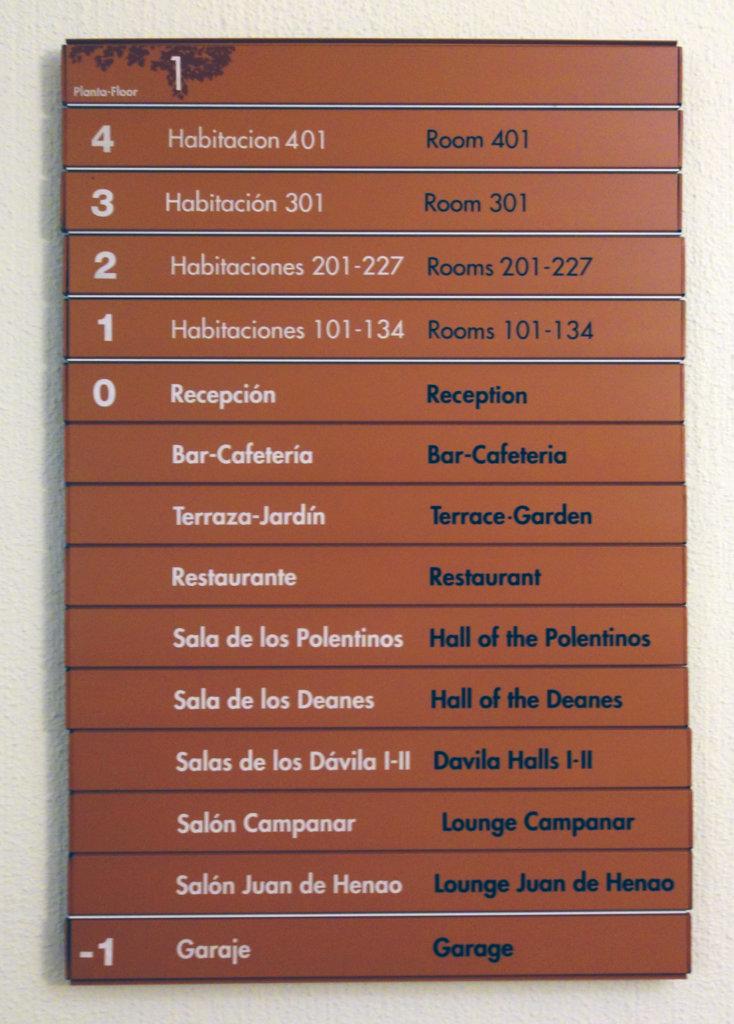 1
Planta-Floor
4 Habitacion 401 Room 401
3 Habitación 301 Room 301
2 Habitaciones 201-227 Rooms 201-227
1 Habitaciones 101-134 Rooms 101-134
0 Recepción Reception
Bar-Cafetería Bar-Cafeteria
Terraza-Jardín Terrace-Garden
Restaurante Restaurant
Sala de los Polentinos Hall of the Polentinos
Sala de los Deanes Hall of the Deanes
Salas de los Dávila I-II Davila Halls I-II
Salón Campanar Lounge Campanar
Salón Juan de Henao Lounge Juan de Henao
-1 Garaje Garage